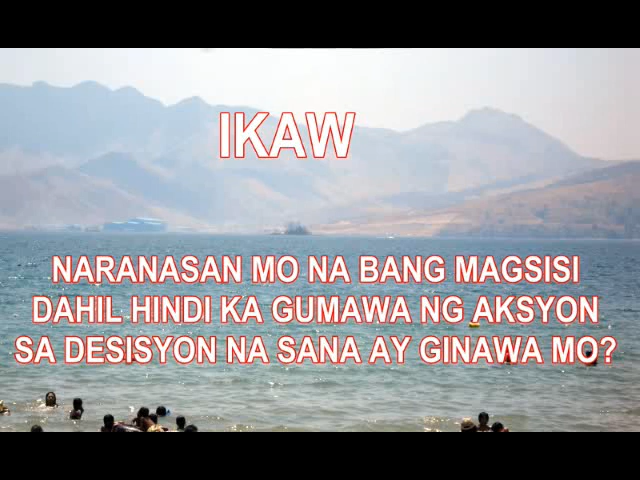 IKAW
NARANASAN MO NA BANG MAGSISI
DAHIL HINDI KA GUMAWA NG AKSYON
SA DESISYON NA SANA AY GINAWA MO?